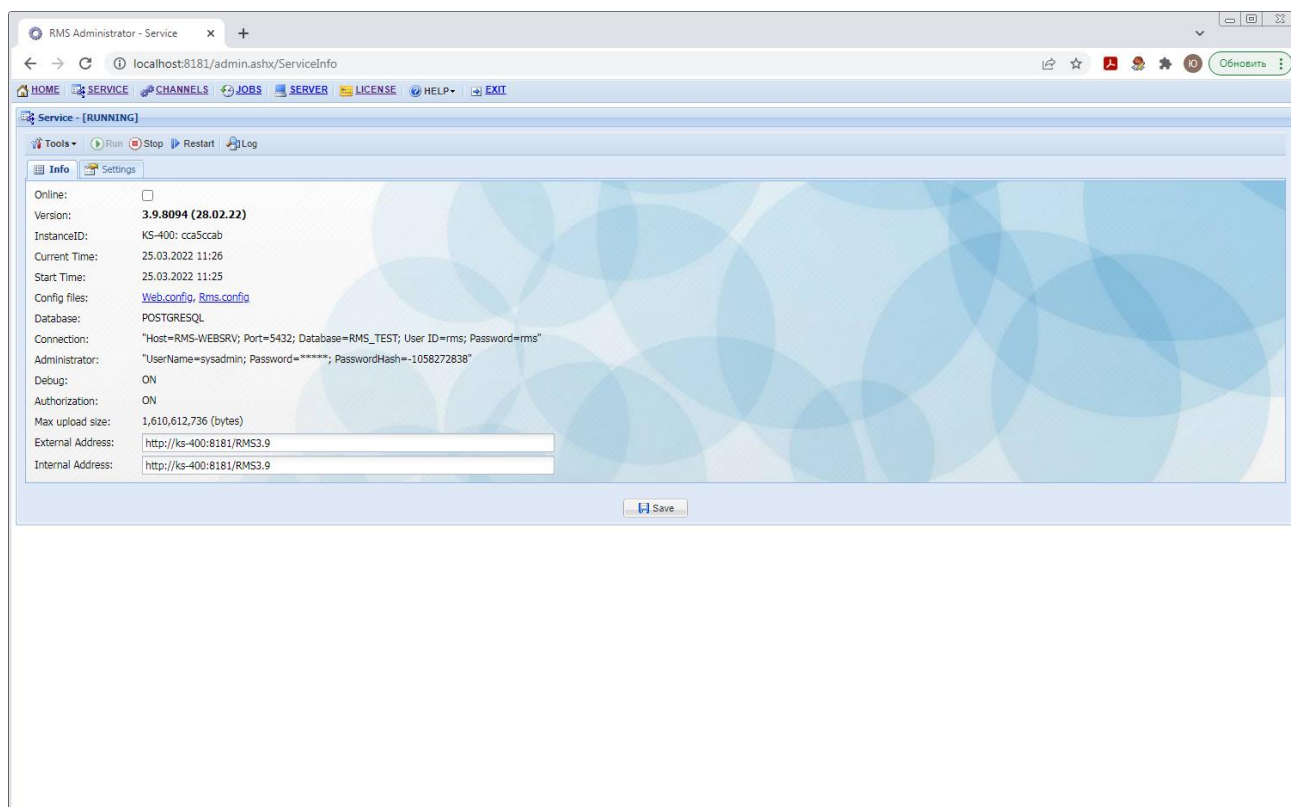 RMS Administrator - Service
localhost:8181/admin.ashx/ServiceInfo
Ю Обновить
HOME SERVICE CHANNELS JOBS SERVER LICENSE HELP EXIT
Service - [RUNNING]
Tools Run Stop Restart Log
Info Settings
Online:
Version: 3.9.8094 (28.02.22)
InstanceID: KS-400: cca5ccab
Current Time: 25.03.2022 11:26
Start Time: 25.03.2022 11:25
Config files: Web.config, Rms.config
Database: POSTGRESQL
Connection: "Host=RMS-WEBSRV; Port=5432; Database=RMS_TEST; User ID=rms; Password=rms"
Administrator: "UserName=sysadmin; Password=*****; PasswordHash=-1058272838"
Debug: ON
Authorization: ON
Max upload size: 1,610,612,736 (bytes)
External Address: http://ks-400:8181/RMS3.9
Internal Address: http://ks-400:8181/RMS3.9
Save